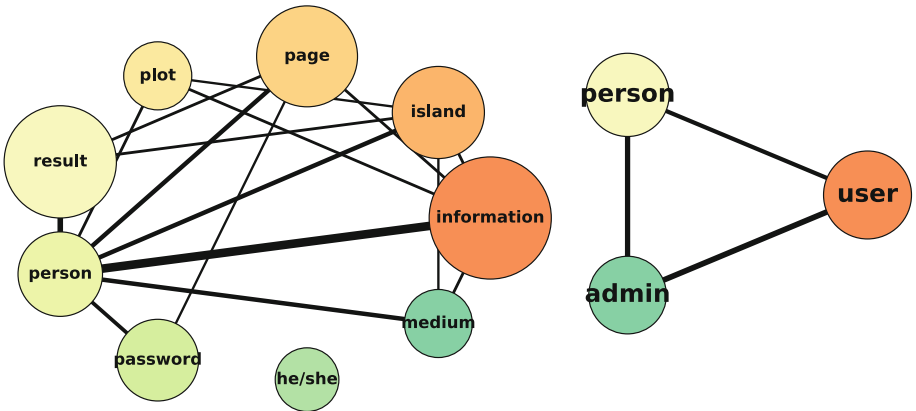 page
plot
island
result
information
person
medium
password
he/she
person
user
admin